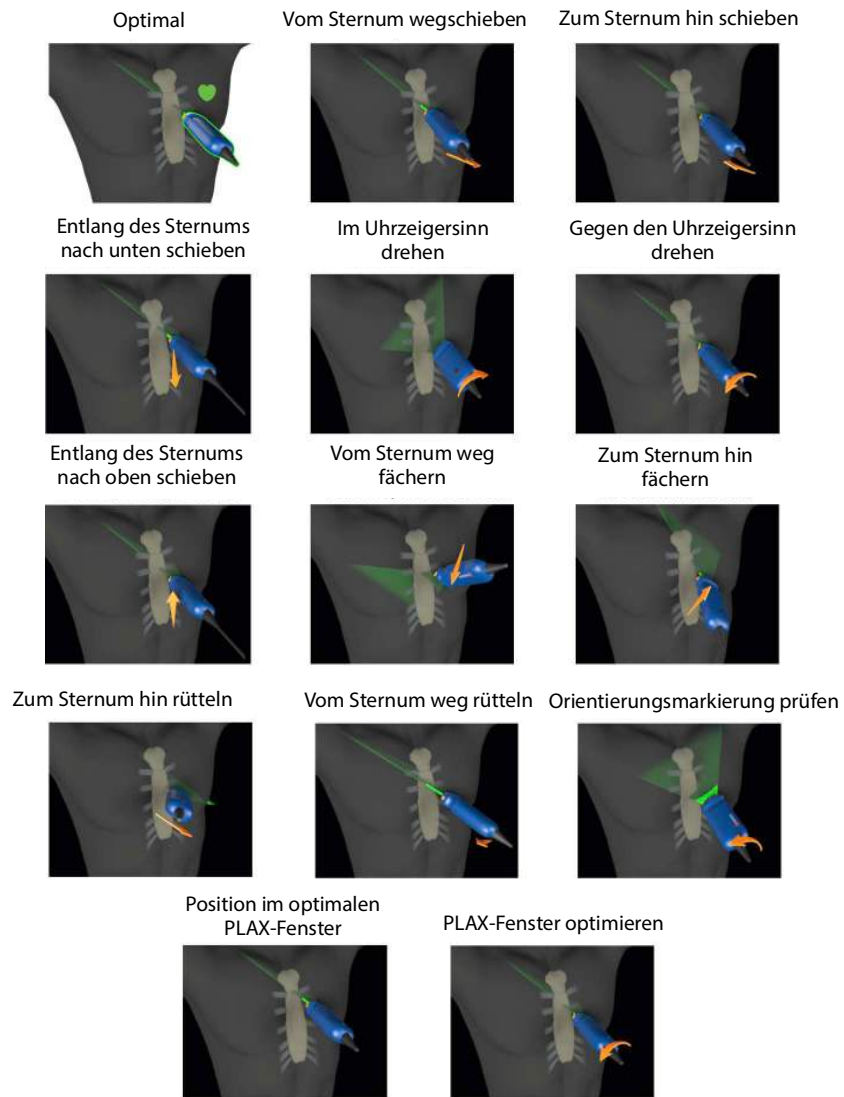 Optimal
Vom Sternum wegschieben
Zum Sternum hin schieben
Entlang des Sternums
nach unten schieben
Im Uhrzeigersinn
drehen
Gegen den Uhrzeigersinn
drehen
Entlang des Sternums
nach oben schieben
Vom Sternum weg
fächern
Zum Sternum hin
fächern
Zum Sternum hin rütteln
Vom Sternum weg rütteln
Orientierungsmarkierung prüfen
Position im optimalen
PLAX-Fenster
PLAX-Fenster optimieren